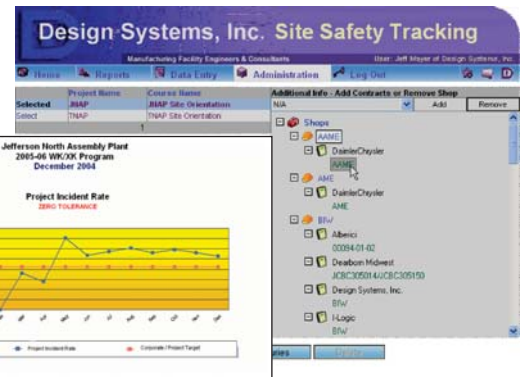 Design Systems, Inc. Site Safety Tracking
Manufacturing Facility Engineers & Consultants
User: Jeff Mayer of Design Systems, Inc.
Home Reports Data Entry Administration Log Out
Project Name Course Name
Selected JNAP JNAP Site Orientation
Select TNAP TNAP Site Orientation
1
Additional Info - Add Contracts or Remove Shop
N/A Add Remove
Shops
AAME
DaimlerChrysler
AAME
AME
DaimlerChrysler
AME
BIW
Alberici
00094-01-02
Dearborn Midwest
JCBC305014/JCBC305150
Design Systems, Inc.
BIW
I-Logic
BIW
Jefferson North Assembly Plant
2005-06 WK/XK Program
December 2004
Project Incident Rate
ZERO TOLERANCE
Project Incident Rate
Corporate / Project Target